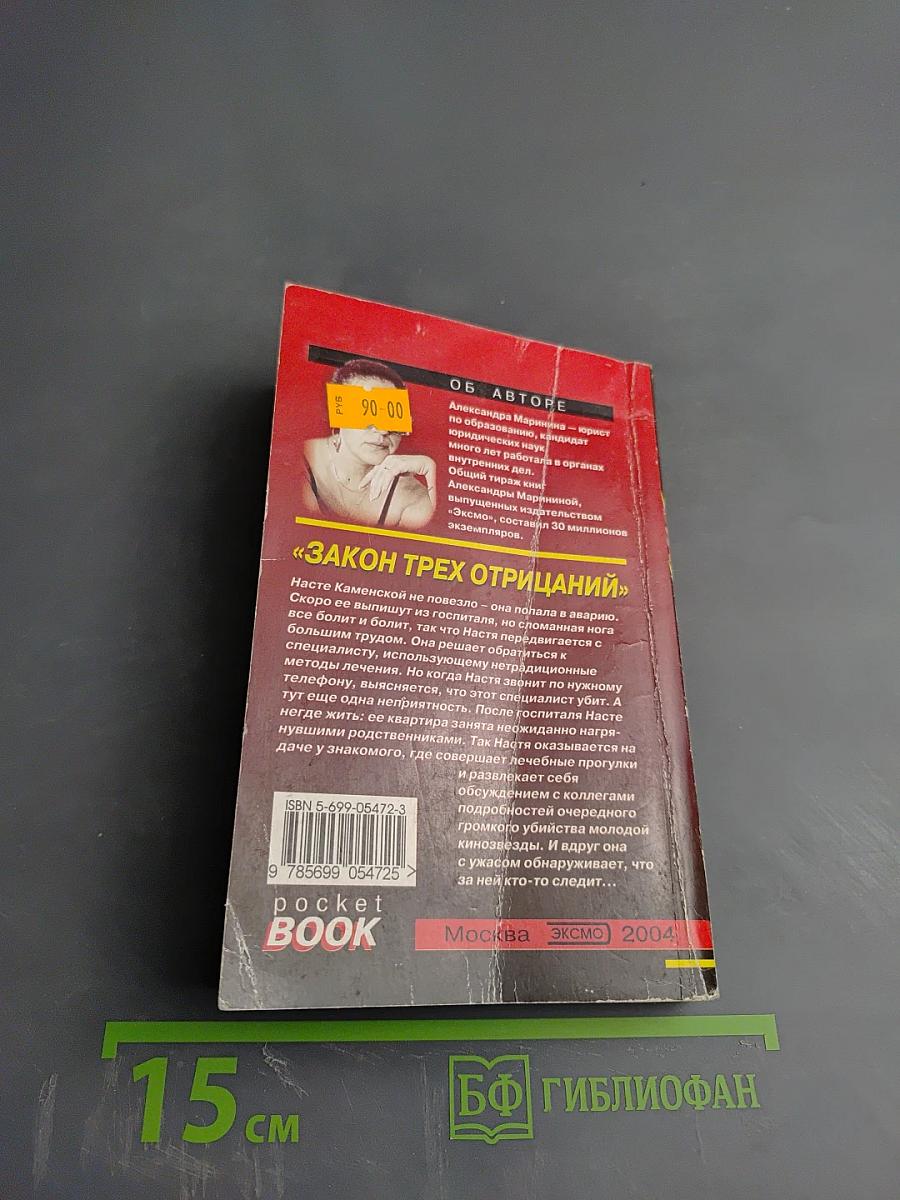 ОБ АВТОРЕ
РУБ 90-00
Александра Маринина – юрист
по образованию, кандидат
юридических наук,
много лет работала в органах
внутренних дел.
Общий тираж книг
Александры Марининой,
выпущенных издательством
«Эксмо», составил 30 миллионов
экземпляров.
«ЗАКОН ТРЕХ ОТРИЦАНИЙ»
Насте Каменской не повезло – она попала в аварию.
Скоро ее выпишут из госпиталя, но сломанная нога
все болит и болит, так что Настя передвигается с
большим трудом. Она решает обратиться к
специалисту, использующему нетрадиционные
методы лечения. Но когда Настя звонит по нужному
телефону, выясняется, что этот специалист убит. А
тут еще одна неприятность. После госпиталя Насте
негде жить: ее квартира занята неожиданно нагря-
нувшими родственниками. Так Настя оказывается на
даче у знакомого, где совершает лечебные прогулки
и развлекает себя
обсуждением с коллегами
подробностей очередного
громкого убийства молодой
кинозвезды. И вдруг она
с ужасом обнаруживает, что
за ней кто-то следит...
ISBN 5-699-05472-3
9 785699 054725 >
pocket
BOOK
Москва ЭКСМО 2004
15 см
БФ ГИБЛИОФАН